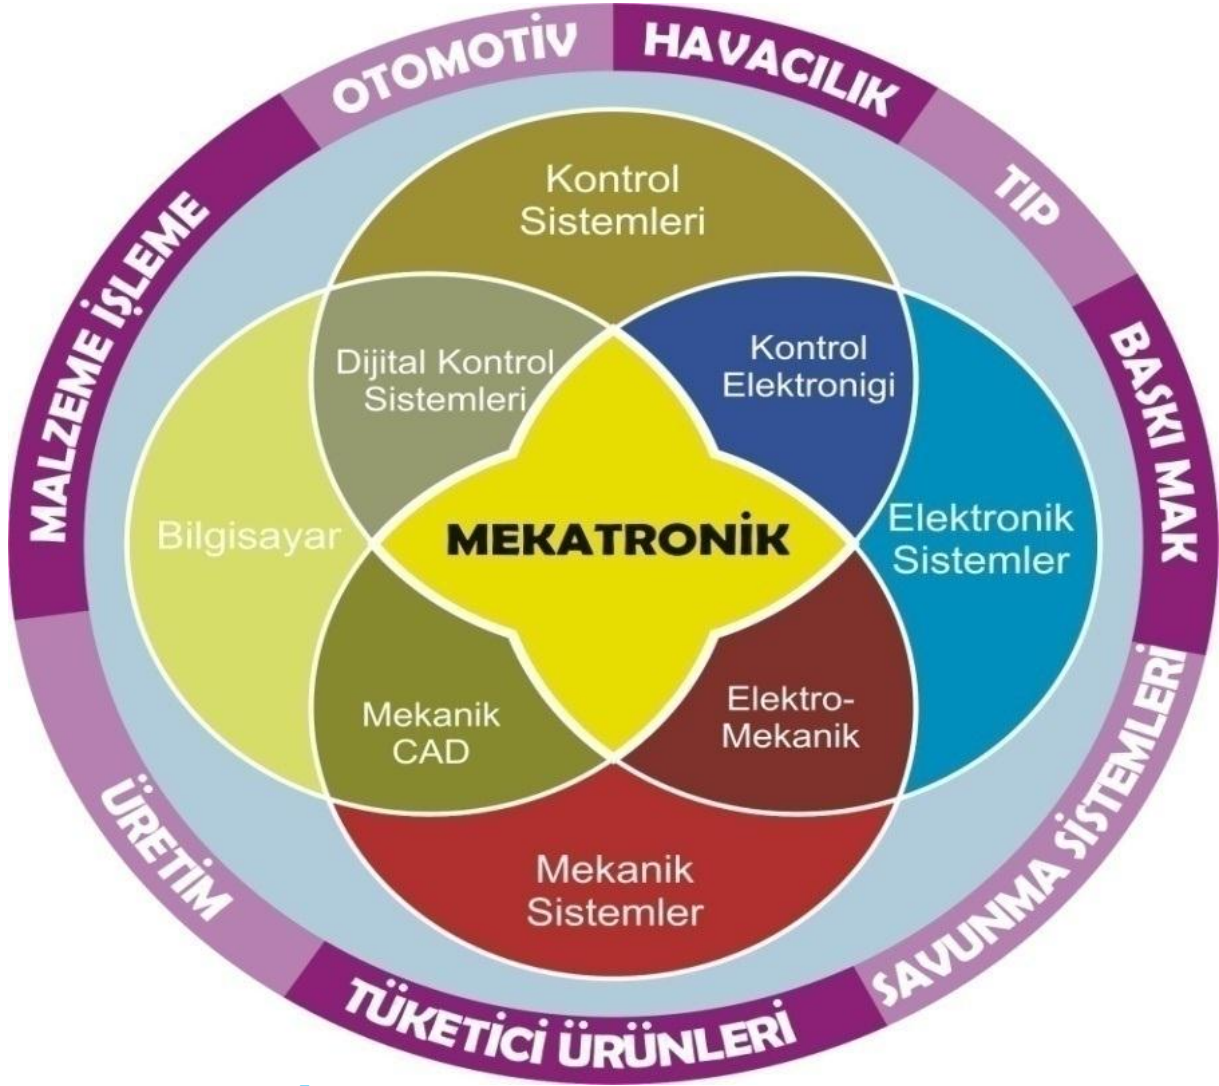 OTOMOTİV
HAVACILIK
TIP
BASKI MAK
SAVUNMA SİSTEMLERİ
TÜKETİCİ ÜRÜNLERİ
ÜRETİM
MALZEME İŞLEME
Kontrol
Sistemleri
Dijital Kontrol
Sistemleri
Kontrol
Elektronigi
Bilgisayar
MEKATRONİK
Elektronik
Sistemler
Mekanik
CAD
Elektro-
Mekanik
Mekanik
Sistemler